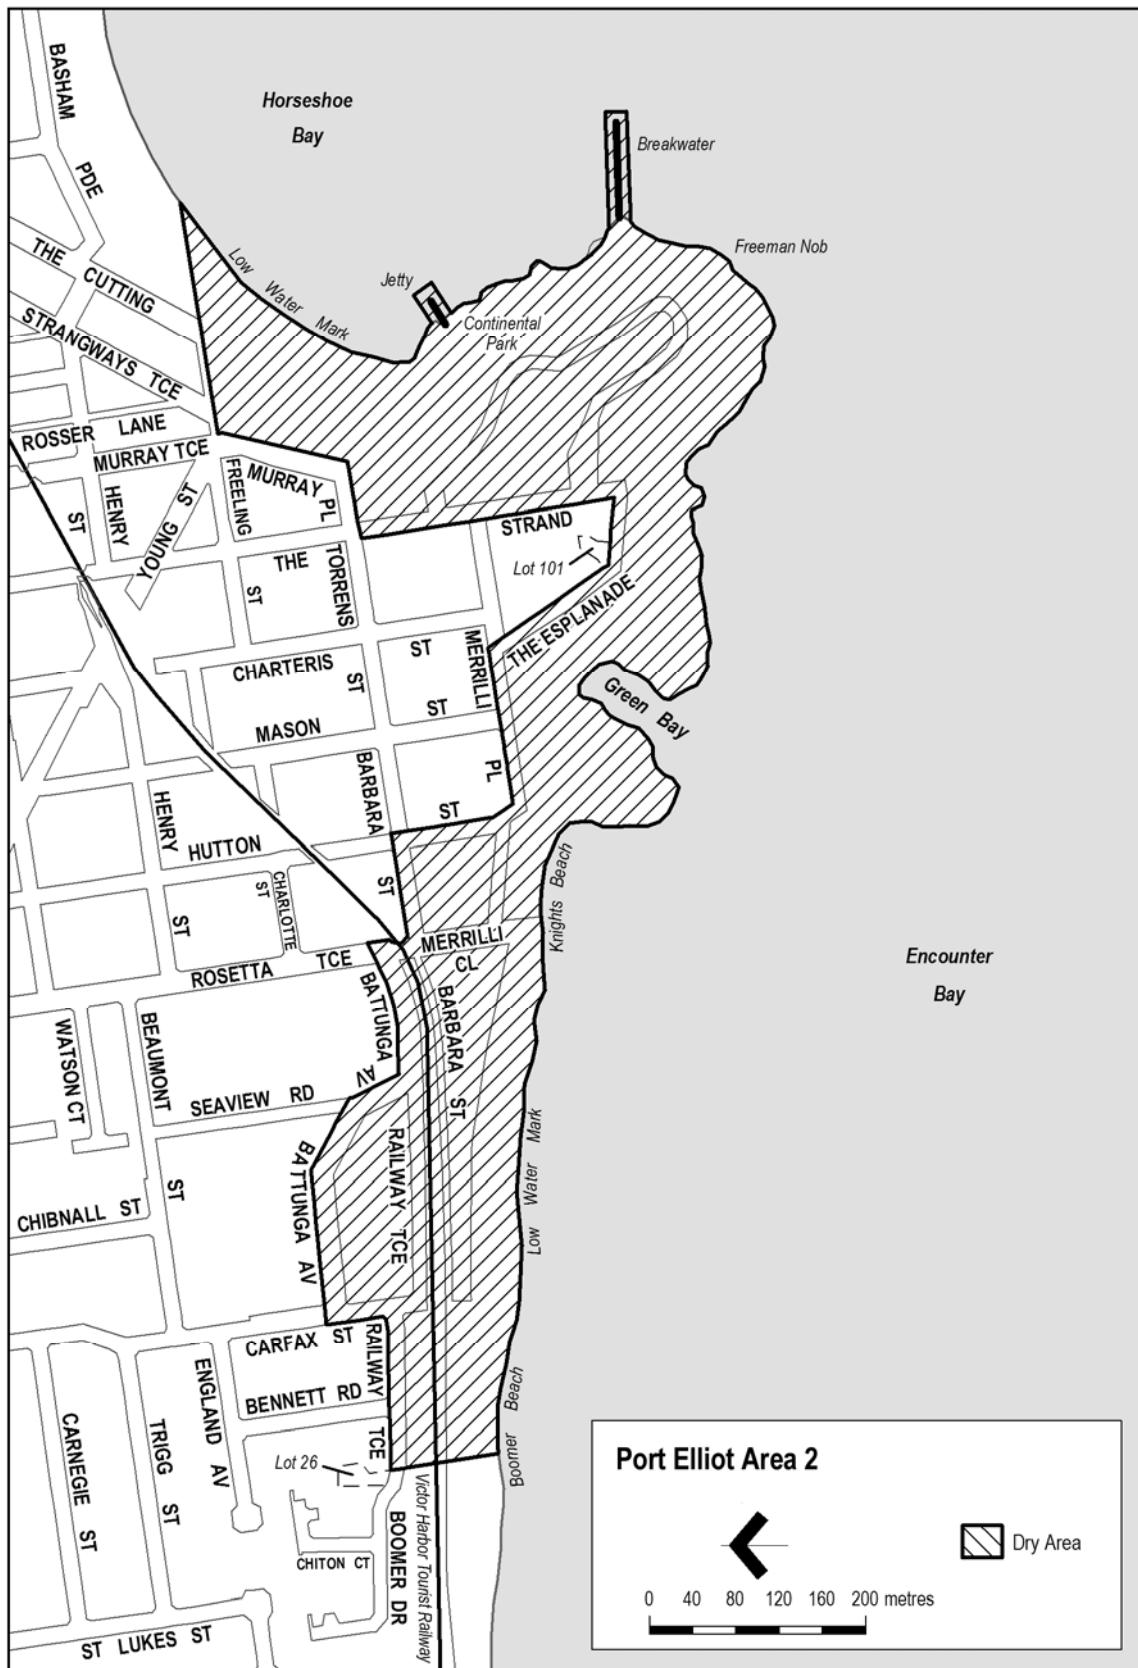 BASHAM
PDE
Horseshoe
Bay
Breakwater
Freeman Nob
Jetty
Low Water Mark
Continental
Park
THE CUTTING
STRANGWAYS TCE
ROSSER LANE
MURRAY TCE
HENRY
ST
YOUNG ST
FREELING
ST
MURRAY
PL
THE
STRAND
TORRENS
ST
Lot 101
THE ESPLANADE
MERRILLI
PL
CHARTERIS
ST
MASON
ST
Green Bay
BARBARA
ST
HENRY
ST
HUTTON
ST
CHARLOTTE
ST
Knights Beach
Encounter
Bay
MERRILLI
CL
ROSETTA TCE
BATTUNGA
AV
BARBARA
ST
WATSON CT
BEAUMONT
ST
SEAVIEW RD
BATTUNGA AV
RAILWAY TCE
Low Water Mark
CHIBNALL ST
CARFAX ST
RAILWAY
TCE
BENNETT RD
ENGLAND AV
CARNEGIE ST
TRIGG ST
Lot 26
Boomer Beach
CHITON CT
BOOMER DR
Victor Harbor Tourist Railway
ST LUKES ST
Port Elliot Area 2
Dry Area
0 40 80 120 160 200 metres